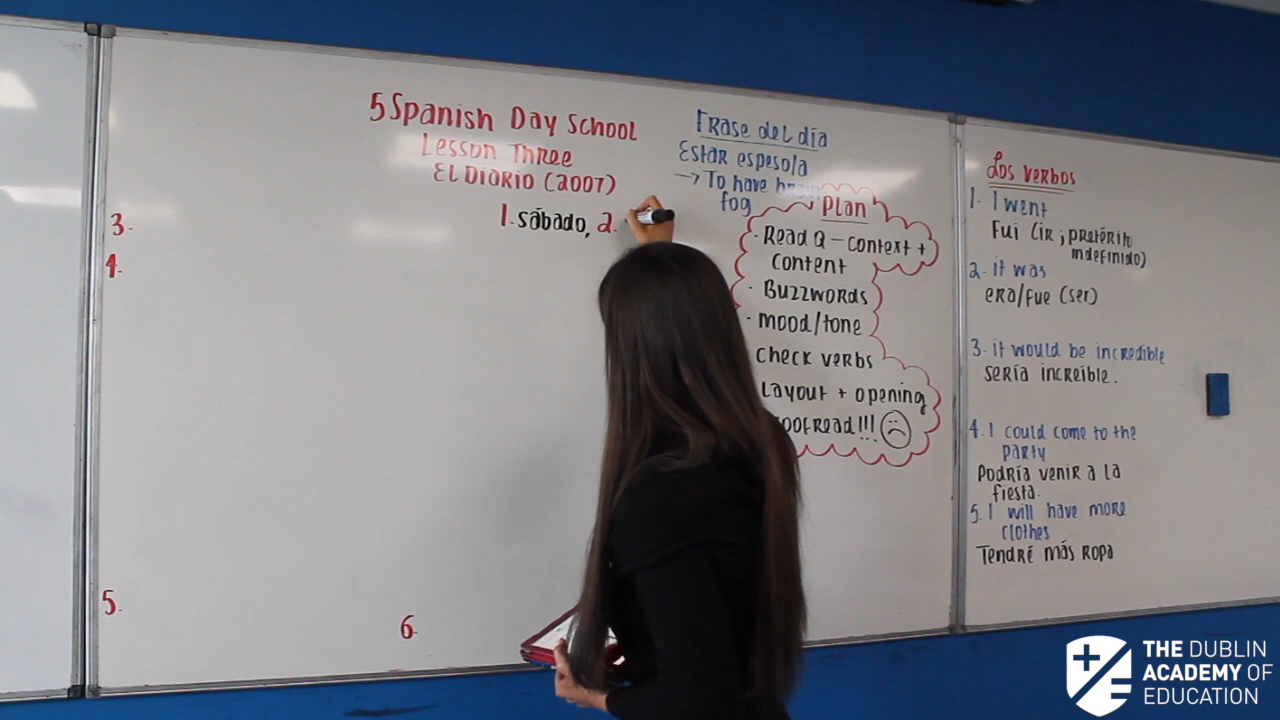 5 Spanish Day School
Lesson Three
El Diario (2007)
1. sábado, 2.
3.
4.
5.
6.
Frase del día
Estar espeso/a
→ To have brain
fog
Plan
· Read Q - context +
content
· Buzzwords
· Mood/tone
check verbs
Layout + opening
oofread!!!
Los verbos
1. I went
Fui (ir; pretérito
indefinido)
2. it was
era/fue (ser)
3. it would be incredible
sería increíble.
4. I could come to the
party
Podría venir a la
fiesta.
5. I will have more
clothes
Tendré más ropa
THE DUBLIN
ACADEMY OF
EDUCATION